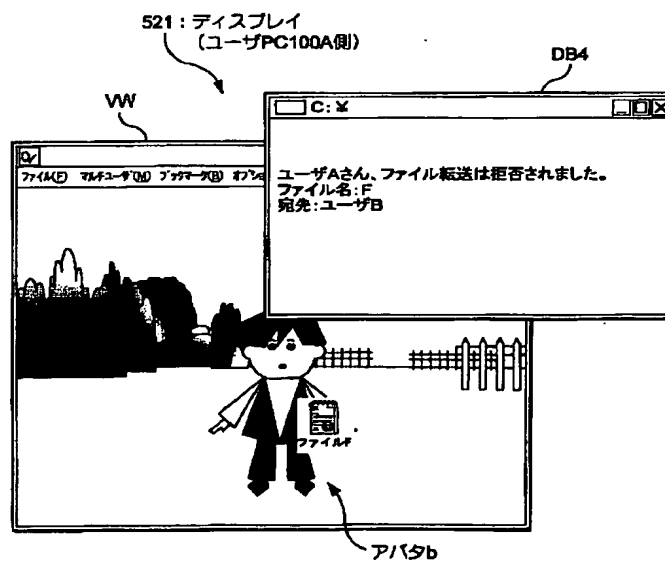 521：ディスプレイ
（ユーザPC100A側）
DB4
VW
C:¥
ファイル(F) マルチユーザ(M) ブックマーク(B)
ユーザAさん、ファイル転送は拒否されました。
ファイル名：F
宛先：ユーザB
ファイルF
アバタb